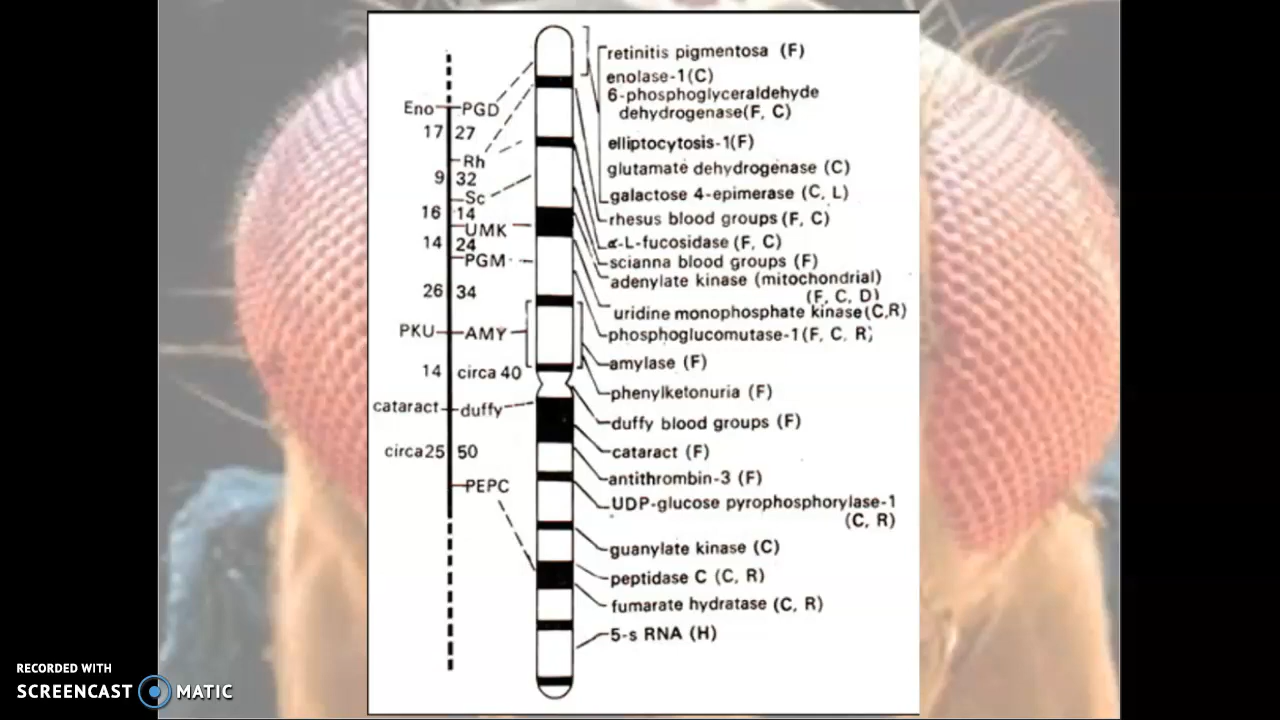 retinitis pigmentosa (F)
enolase-1(C)
6-phosphoglyceraldehyde
dehydrogenase(F, C)
elliptocytosis-1(F)
glutamate dehydrogenase (C)
galactose 4-epimerase (C, L)
rhesus blood groups (F, C)
α-L-fucosidase (F, C)
scianna blood groups (F)
adenylate kinase (mitochondrial)
(F, C, D)
uridine monophosphate kinase(C,R)
phosphoglucomutase-1(F, C, R)
amylase (F)
phenylketonuria (F)
duffy blood groups (F)
cataract (F)
antithrombin-3 (F)
UDP-glucose pyrophosphorylase-1
(C, R)
guanylate kinase (C)
peptidase C (C, R)
fumarate hydratase (C, R)
5-s RNA (H)
Eno PGD
17 27
Rh
9 32
Sc
16 14
UMK
14 24
PGM
26 34
PKU AMY
14 circa 40
cataract duffy
circa25 50
PEPC
RECORDED WITH
SCREENCAST MATIC